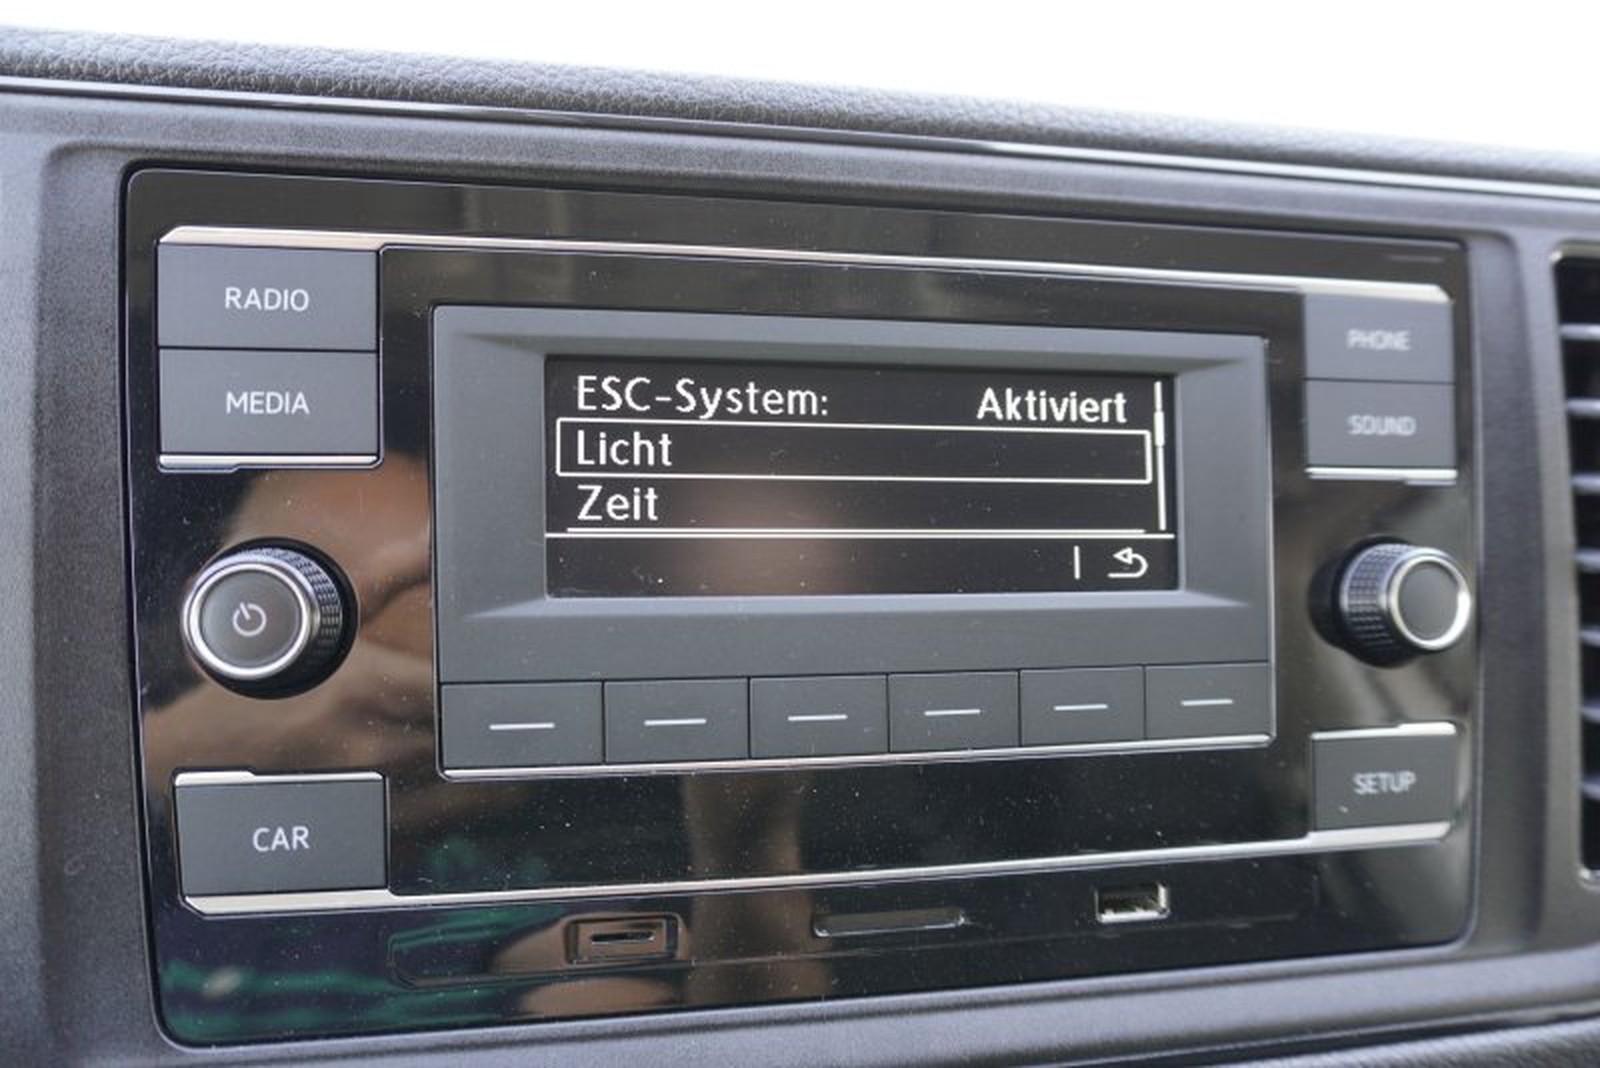 RADIO
MEDIA
ESC-System: Aktiviert
Licht
Zeit
PHONE
SOUND
CAR
SETUP